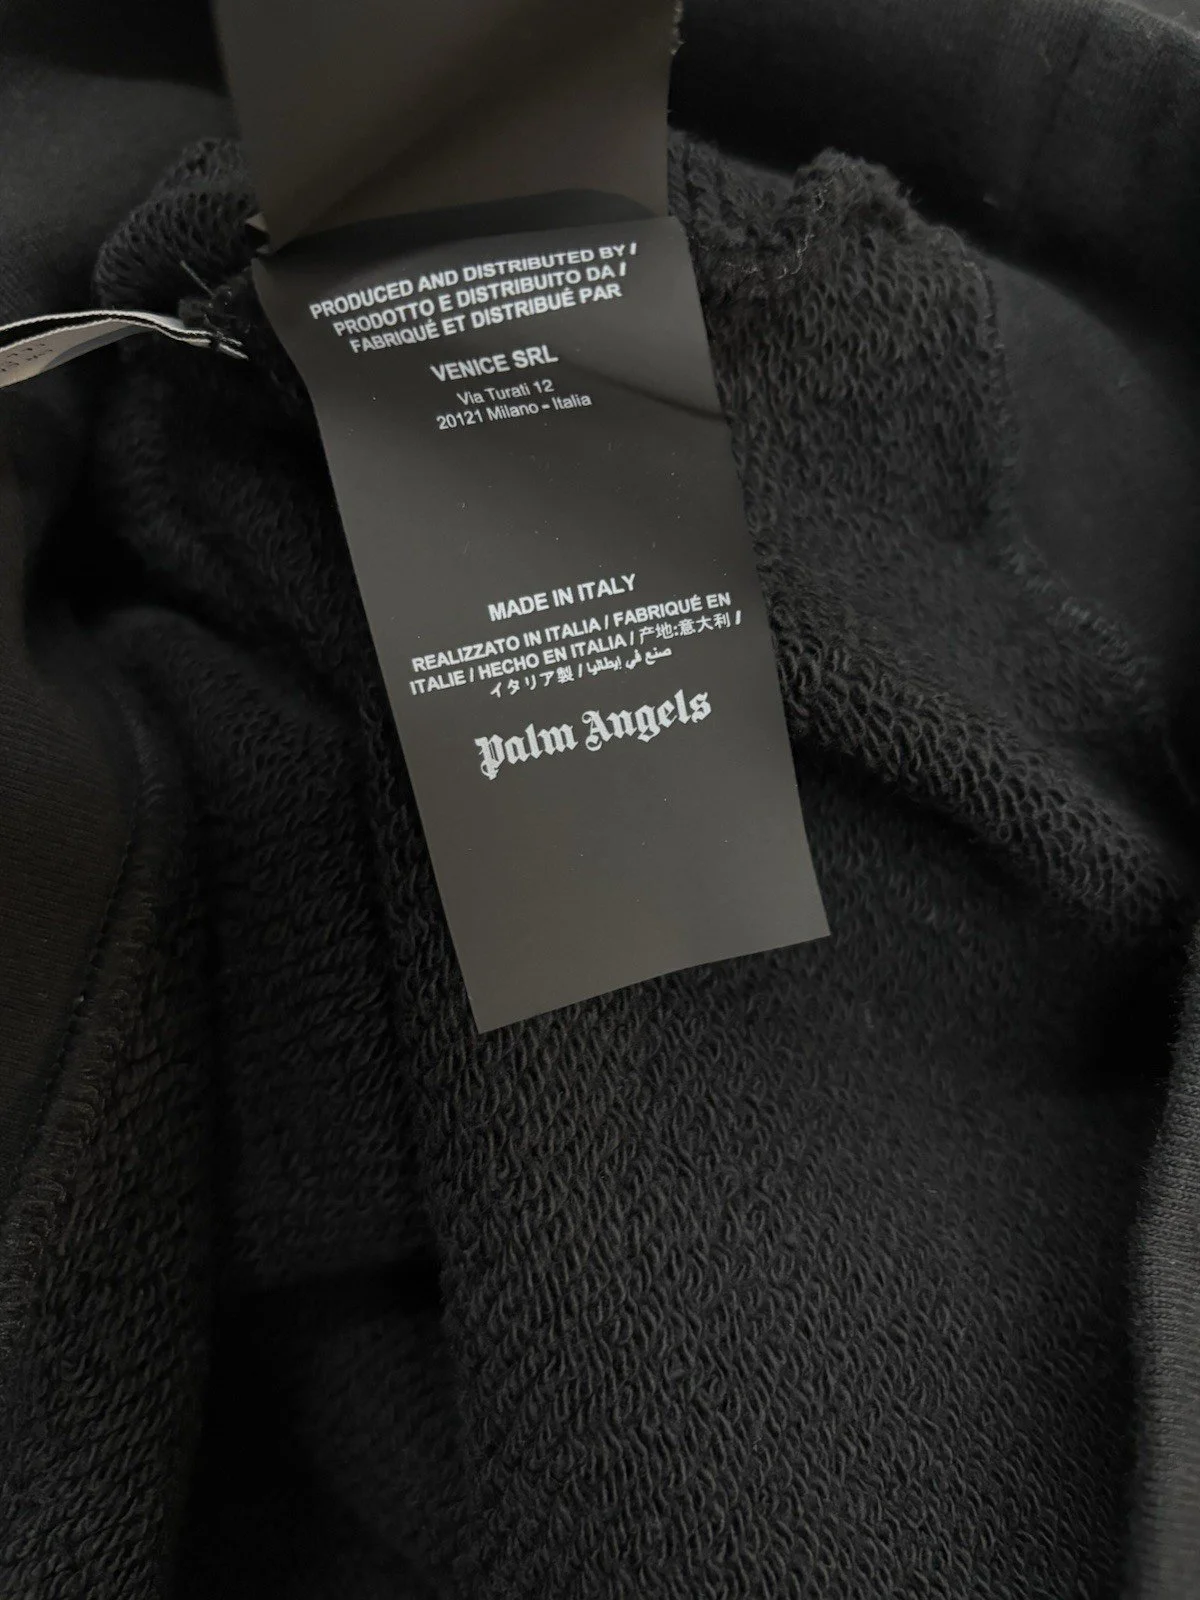 PRODUCED AND DISTRIBUTED BY /
PRODOTTO E DISTRIBUITO DA /
FABRIQUÉ ET DISTRIBUÉ PAR
VENICE SRL
Via Turati 12
20121 Milano - Italia
MADE IN ITALY
REALIZZATO IN ITALIA / FABRIQUÉ EN
ITALIE / HECHO EN ITALIA / 产地:意大利 /
イタリア製 / صنع في إيطاليا
Palm Angels